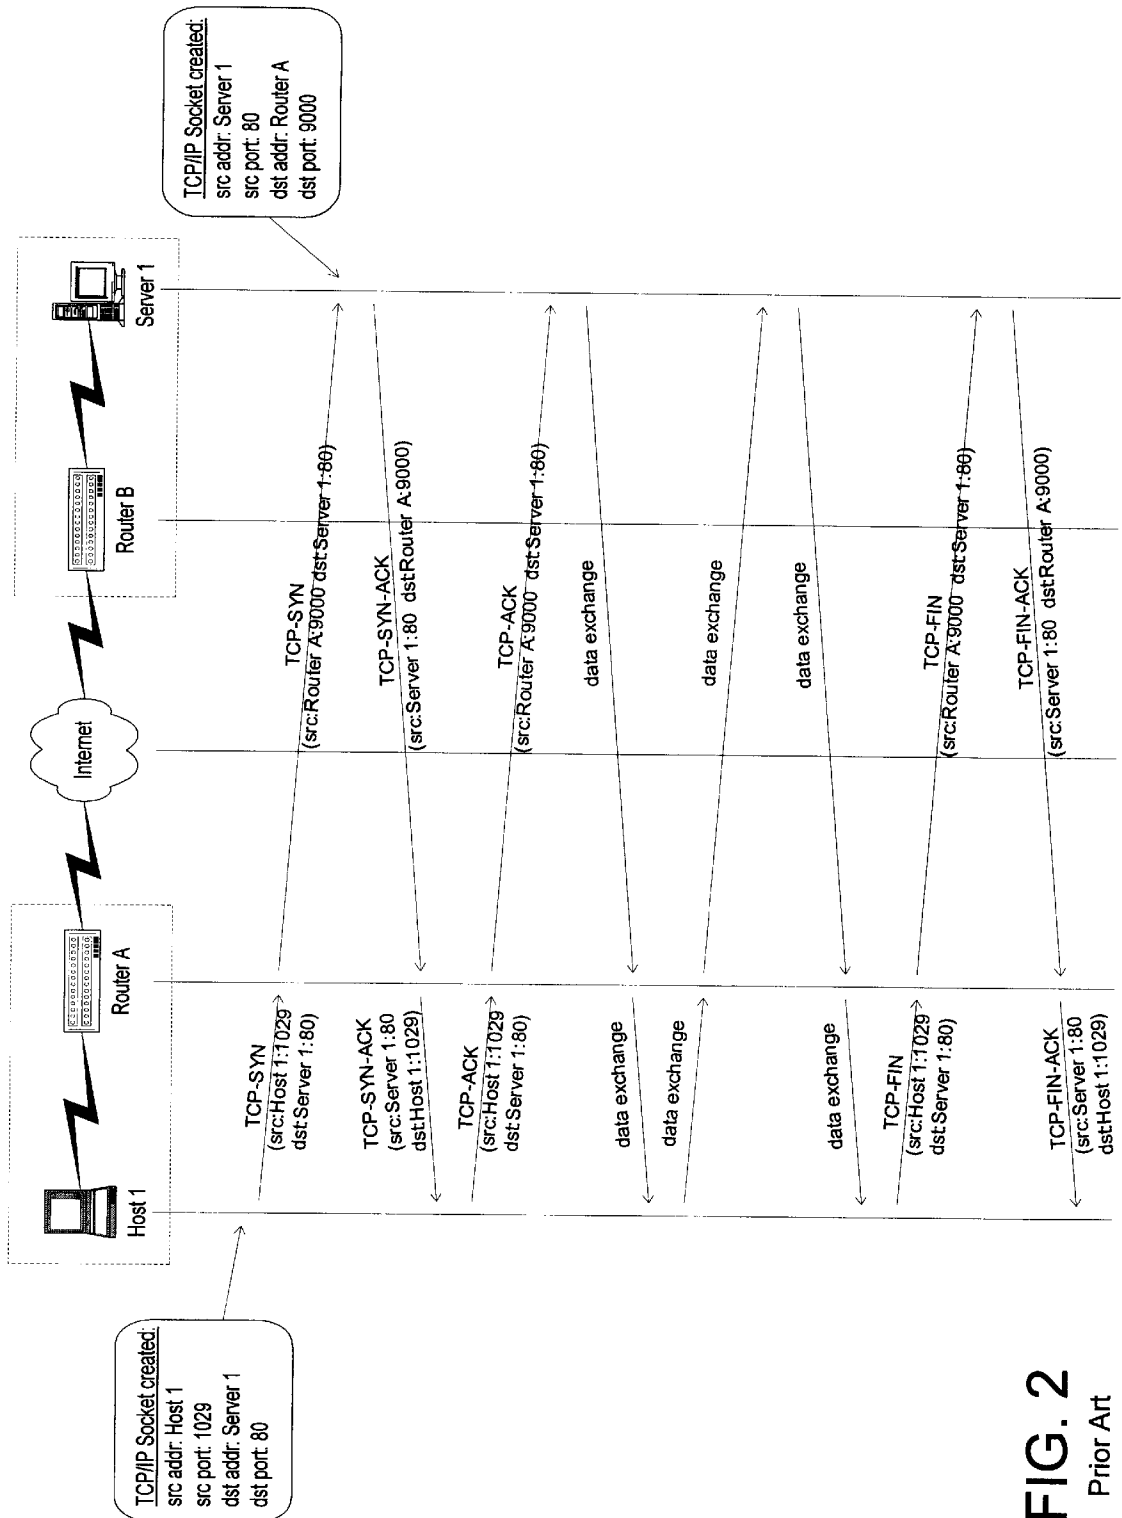 TCP/IP Socket created:
src addr: Host 1
src port: 1029
dst addr: Server 1
dst port: 80
Host 1
Router A
Internet
Router B
Server 1
TCP/IP Socket created:
src addr: Server 1
src port: 80
dst addr: Router A
dst port: 9000
TCP-SYN
(src:Host 1:1029
dst:Server 1:80)
TCP-SYN
(src:Router A:9000 dst:Server 1:80)
TCP-SYN-ACK
(src:Server 1:80
dst:Host 1:1029)
TCP-SYN-ACK
(src:Server 1:80 dst:Router A:9000)
TCP-ACK
(src:Host 1:1029
dst:Server 1:80)
TCP-ACK
(src:Router A:9000 dst:Server 1:80)
data exchange
data exchange
data exchange
data exchange
data exchange
data exchange
TCP-FIN
(src:Host 1:1029
dst:Server 1:80)
TCP-FIN
(src:Router A:9000 dst:Server 1:80)
TCP-FIN-ACK
(src:Server 1:80
dst:Host 1:1029)
TCP-FIN-ACK
(src:Server 1:80 dst:Router A:9000)
FIG. 2
Prior Art